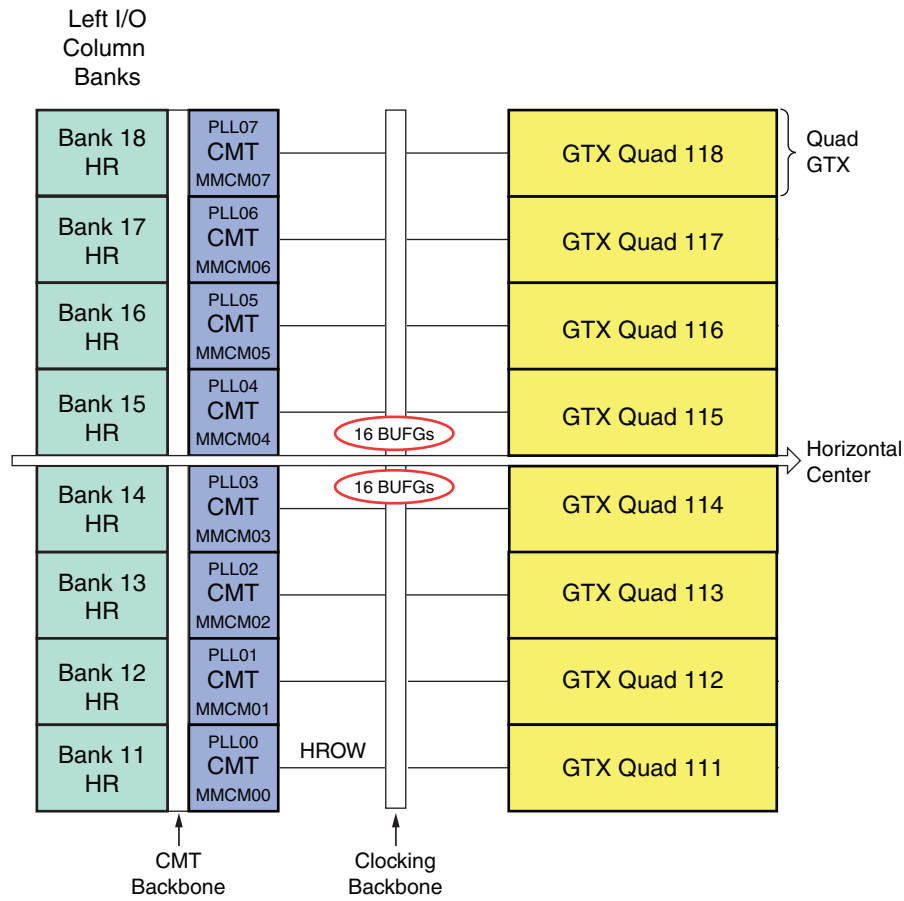 Left I/O
Column
Banks
Bank 18
HR
PLL07
CMT
MMCM07
GTX Quad 118
Quad
GTX
Bank 17
HR
PLL06
CMT
MMCM06
GTX Quad 117
Bank 16
HR
PLL05
CMT
MMCM05
GTX Quad 116
Bank 15
HR
PLL04
CMT
MMCM04
16 BUFGs
GTX Quad 115
Horizontal
Center
Bank 14
HR
PLL03
CMT
MMCM03
16 BUFGs
GTX Quad 114
Bank 13
HR
PLL02
CMT
MMCM02
GTX Quad 113
Bank 12
HR
PLL01
CMT
MMCM01
GTX Quad 112
Bank 11
HR
PLL00
CMT
MMCM00
HROW
GTX Quad 111
CMT
Backbone
Clocking
Backbone